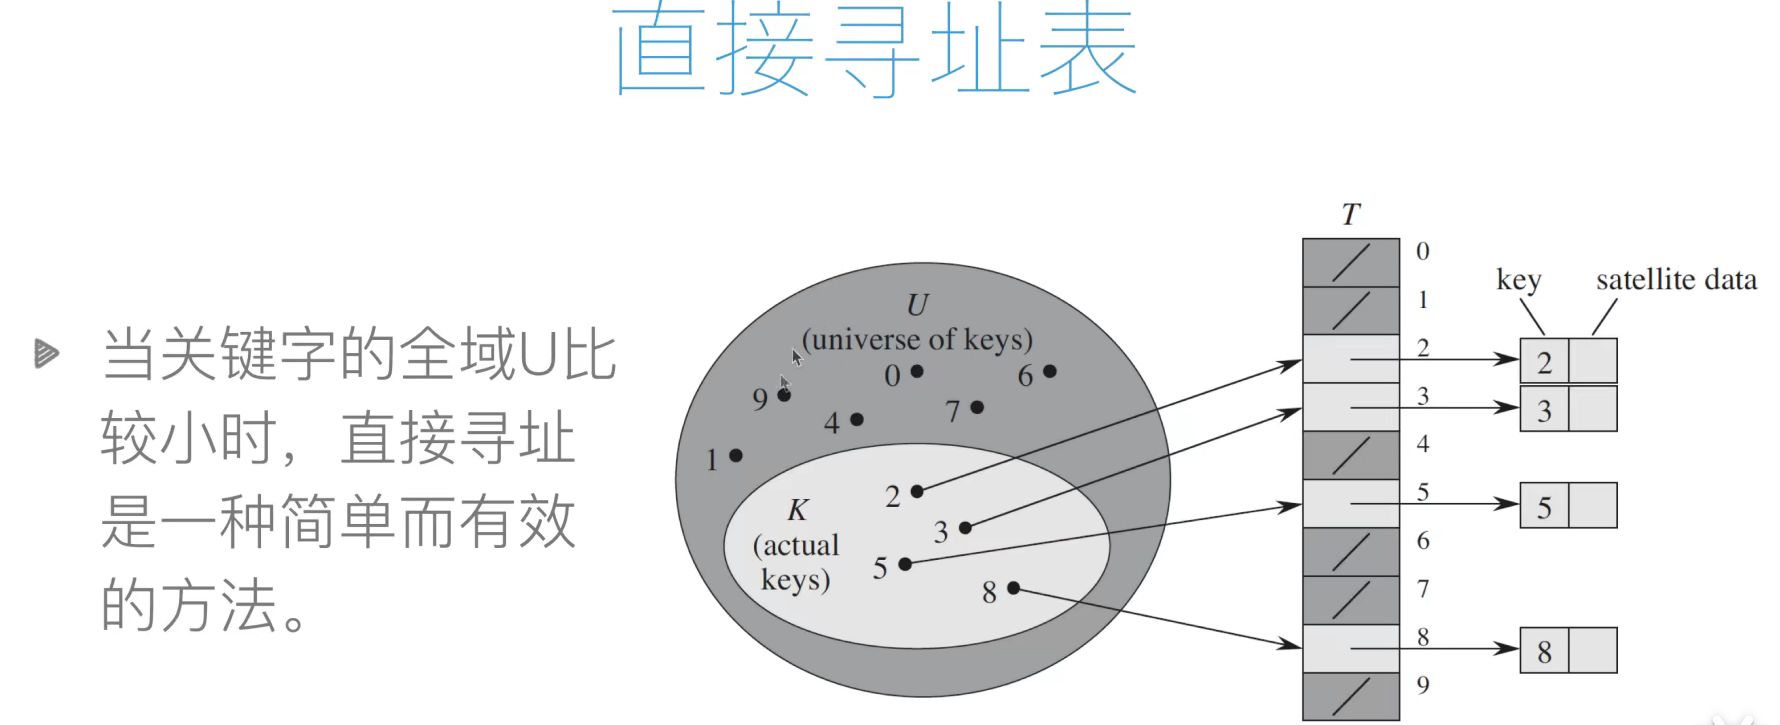 直接寻址表
当关键字的全域U比
较小时，直接寻址
是一种简单而有效
的方法。
U
(universe of keys)
0
6
9
4
7
1
K
(actual
keys)
2
3
5
8
T
0
1
2
3
4
5
6
7
8
9
key
satellite data
2
3
5
8